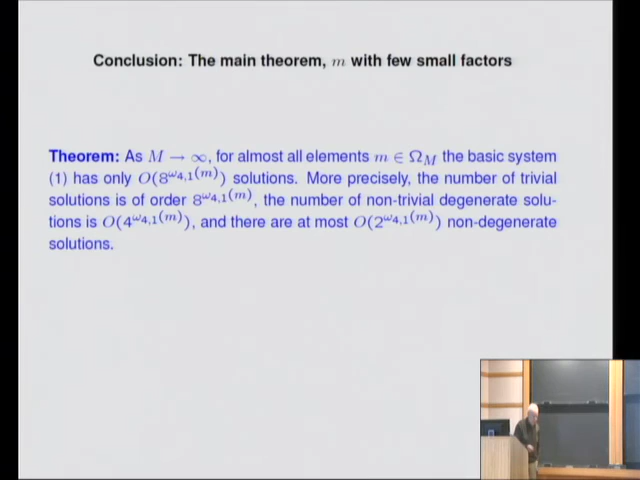 Conclusion: The main theorem, m with few small factors
Theorem: As M → ∞, for almost all elements m ∈ Ω_M the basic system
(1) has only O(8^{ω_{4,1}(m)}) solutions. More precisely, the number of trivial
solutions is of order 8^{ω_{4,1}(m)}, the number of non-trivial degenerate solu-
tions is O(4^{ω_{4,1}(m)}), and there are at most O(2^{ω_{4,1}(m)}) non-degenerate
solutions.